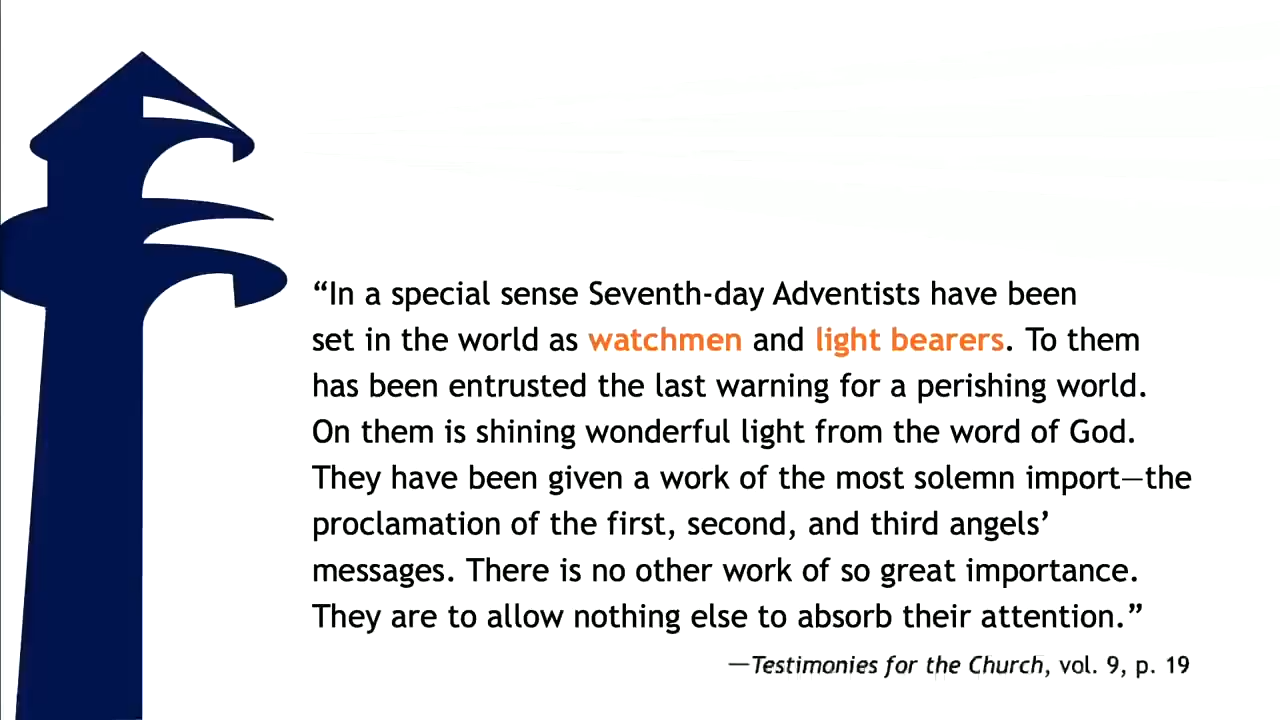 “In a special sense Seventh-day Adventists have been
set in the world as watchmen and light bearers. To them
has been entrusted the last warning for a perishing world.
On them is shining wonderful light from the word of God.
They have been given a work of the most solemn import—the
proclamation of the first, second, and third angels’
messages. There is no other work of so great importance.
They are to allow nothing else to absorb their attention.”
—Testimonies for the Church, vol. 9, p. 19